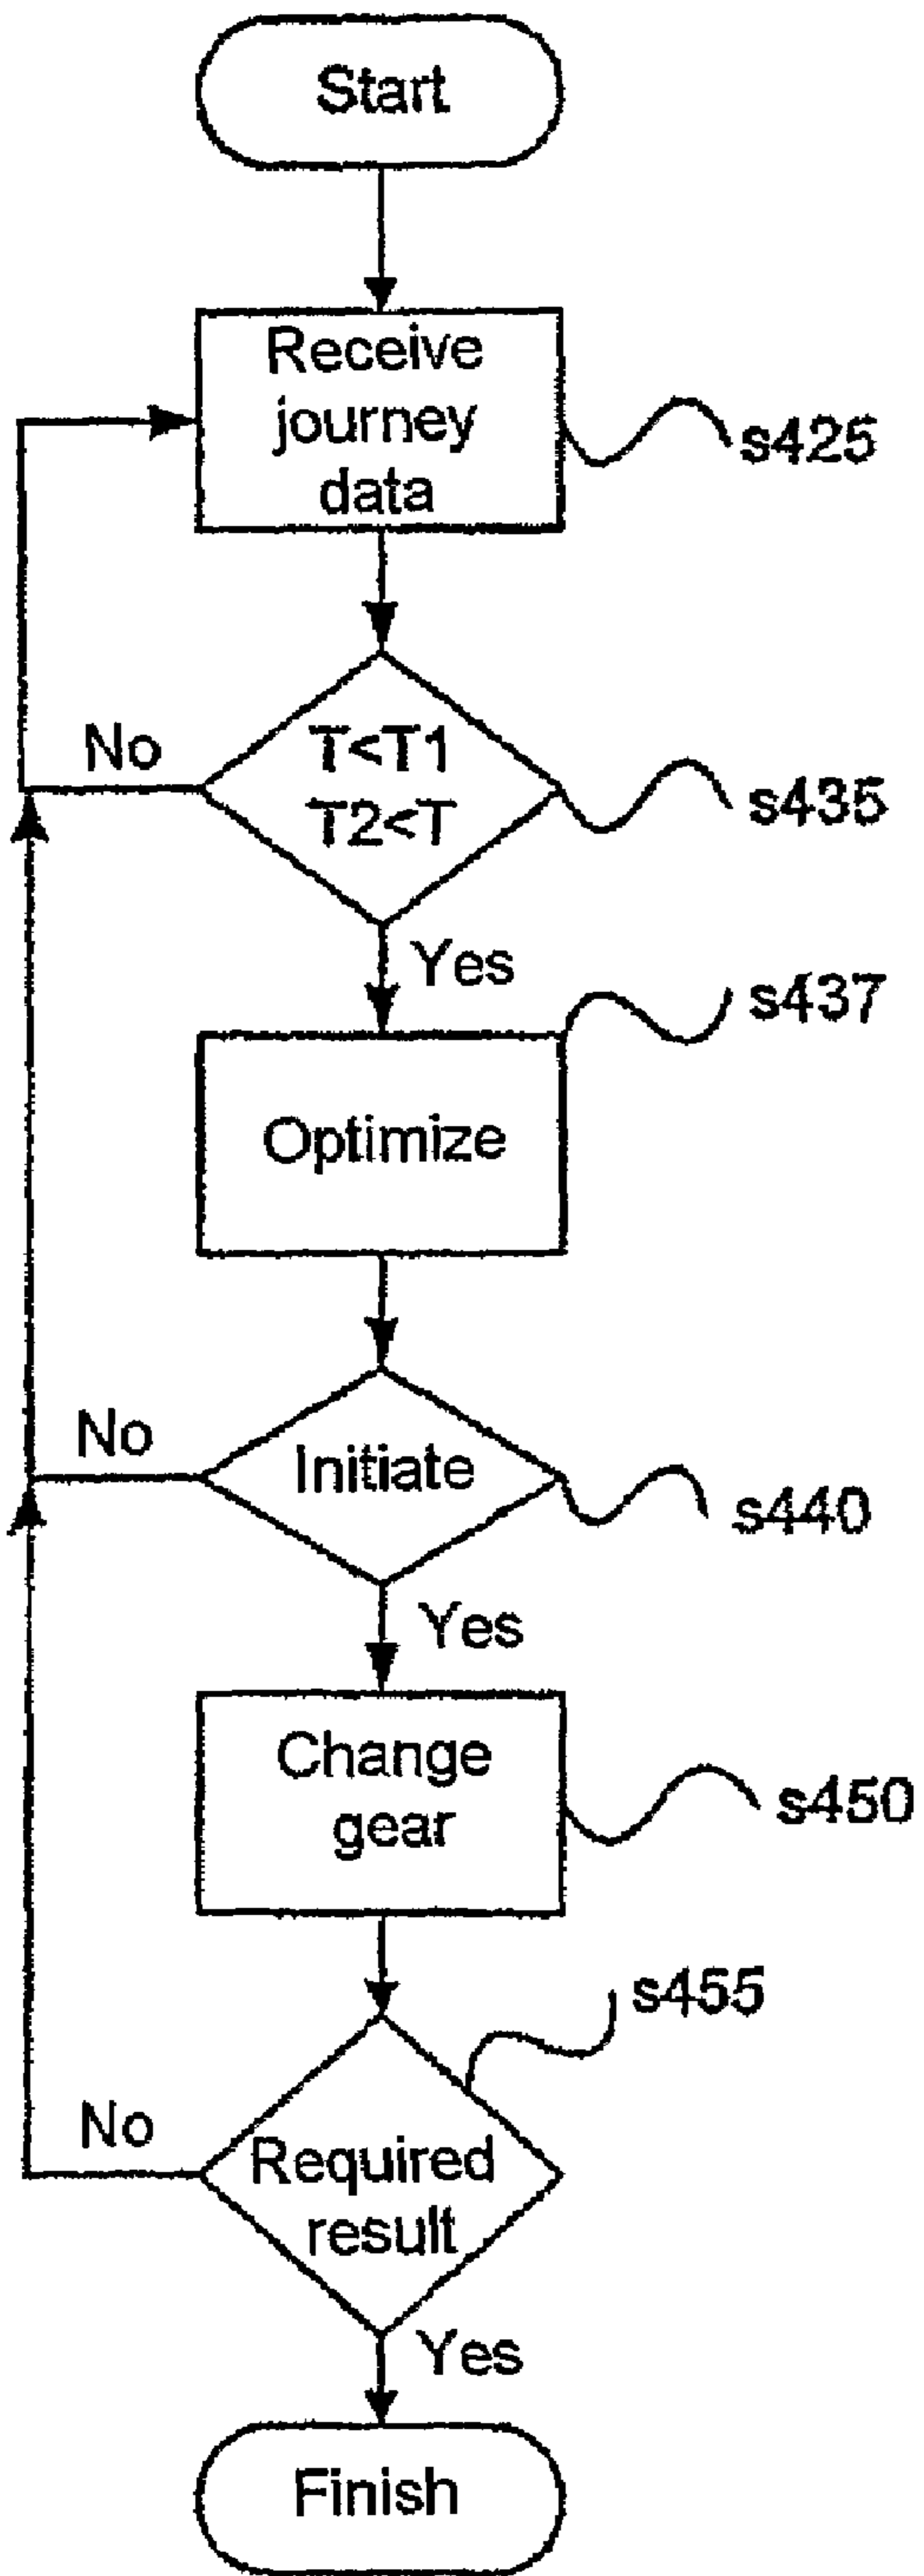 Start
Receive
journey
data
s425
No
T<T1
T2<T
s435
Yes
s437
Optimize
No
Initiate
s440
Yes
Change
gear
s450
s455
No
Required
result
Yes
Finish